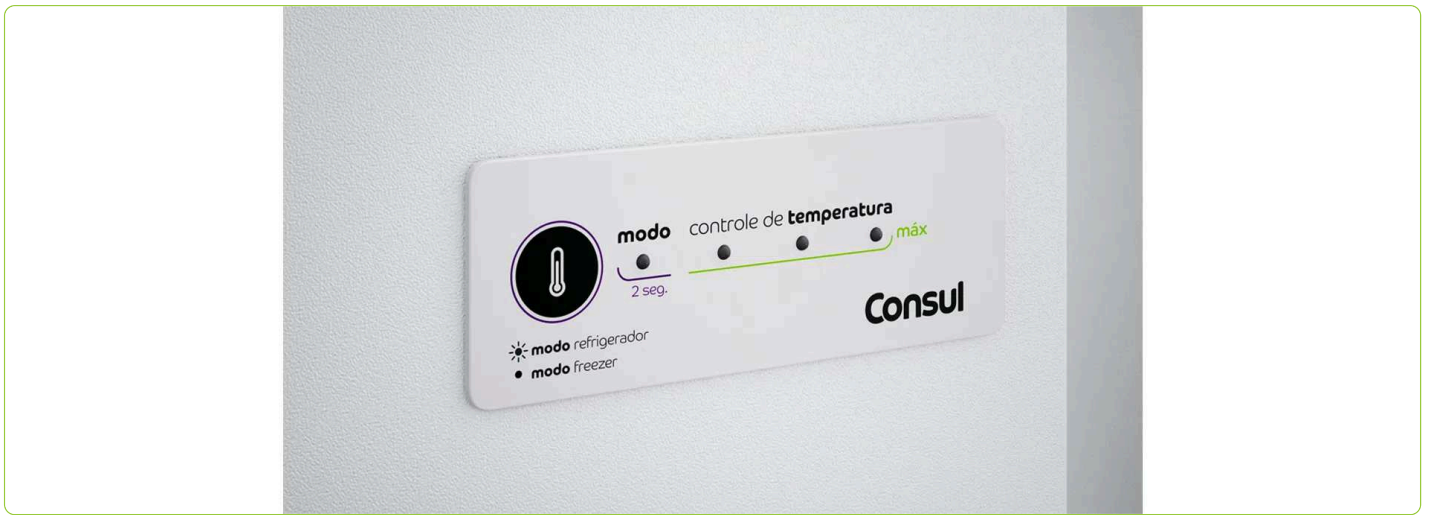 modo
controle de temperatura
máx
2 seg.
Consul
modo refrigerador
modo freezer